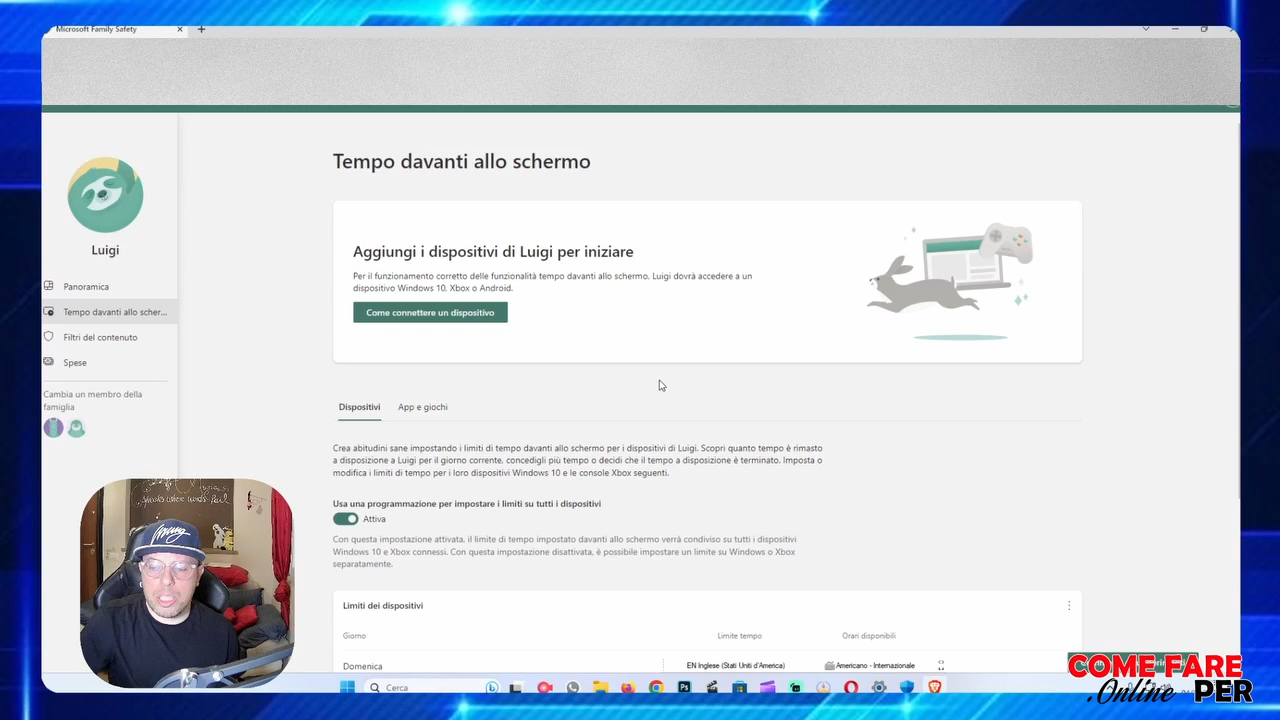 Microsoft Family Safety
Tempo davanti allo schermo
Aggiungi i dispositivi di Luigi per iniziare
Per il funzionamento corretto delle funzionalità tempo davanti allo schermo, Luigi dovrà accedere a un
dispositivo Windows 10, Xbox o Android.
Come connettere un dispositivo
Luigi
Panoramica
Tempo davanti allo scher...
Filtri del contenuto
Spese
Cambia un membro della
famiglia
Dispositivi
App e giochi
Crea abitudini sane impostando i limiti di tempo davanti allo schermo per i dispositivi di Luigi. Scopri quanto tempo è rimasto
a disposizione a Luigi per il giorno corrente, concedigli più tempo o decidi che il tempo a disposizione è terminato. Imposta o
modifica i limiti di tempo per i loro dispositivi Windows 10 e le console Xbox seguenti.
Usa una programmazione per impostare i limiti su tutti i dispositivi
Attiva
Con questa impostazione attivata, il limite di tempo impostato davanti allo schermo verrà condiviso su tutti i dispositivi
Windows 10 e Xbox connessi. Con questa impostazione disattivata, è possibile impostare un limite su Windows o Xbox
separatamente.
Limiti dei dispositivi
Giorno
Limite tempo
Orari disponibili
Domenica
EN Inglese (Stati Uniti d'America)
Americano - Internazionale
Cerca
COME FARE
.Online PER